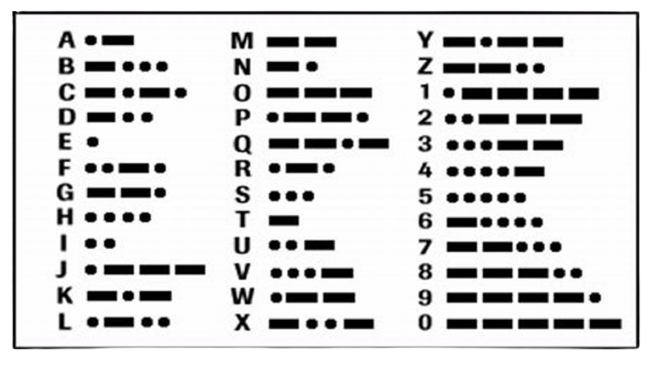 A •—
B —•••
C —•—•
D —••
E •
F ••—•
G ——•
H ••••
I ••
J •———
K —•—
L •—••
M ——
N —•
O ———
P •——•
Q ——•—
R •—•
S •••
T —
U ••—
V •••—
W •——
X —••—
Y —•——
Z ——••
1 •————
2 ••———
3 •••——
4 ••••—
5 •••••
6 —••••
7 ——•••
8 ———••
9 ————•
0 —————